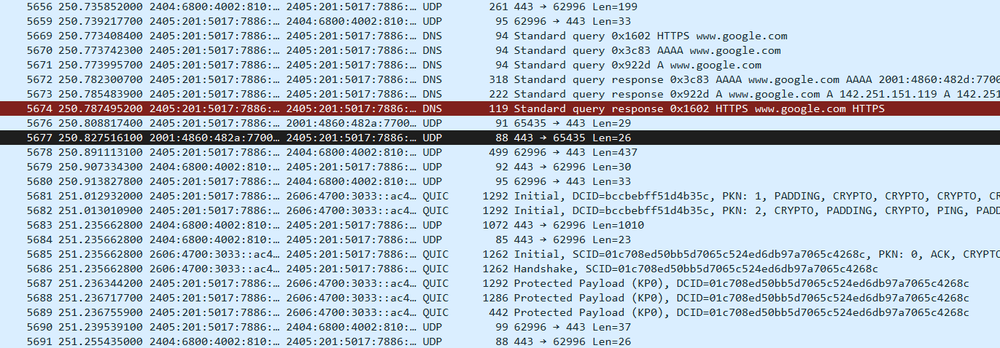 5656 250.735852000 2404:6800:4002:810:… 2405:201:5017:7886:… UDP 261 443 → 62996 Len=199
5659 250.739217700 2405:201:5017:7886:… 2404:6800:4002:810:… UDP 95 62996 → 443 Len=33
5669 250.773408400 2405:201:5017:7886:… 2405:201:5017:7886:… DNS 94 Standard query 0x1602 HTTPS www.google.com
5670 250.773742300 2405:201:5017:7886:… 2405:201:5017:7886:… DNS 94 Standard query 0x3c83 AAAA www.google.com
5671 250.773995700 2405:201:5017:7886:… 2405:201:5017:7886:… DNS 94 Standard query 0x922d A www.google.com
5672 250.782300700 2405:201:5017:7886:… 2405:201:5017:7886:… DNS 318 Standard query response 0x3c83 AAAA www.google.com AAAA 2001:4860:482d:7700
5673 250.785483900 2405:201:5017:7886:… 2405:201:5017:7886:… DNS 222 Standard query response 0x922d A www.google.com A 142.251.151.119 A 142.251
5674 250.787495200 2405:201:5017:7886:… 2405:201:5017:7886:… DNS 119 Standard query response 0x1602 HTTPS www.google.com HTTPS
5676 250.808817400 2405:201:5017:7886:… 2001:4860:482a:7700… UDP 91 65435 → 443 Len=29
5677 250.827516100 2001:4860:482a:7700… 2405:201:5017:7886:… UDP 88 443 → 65435 Len=26
5678 250.891113100 2405:201:5017:7886:… 2404:6800:4002:810:… UDP 499 62996 → 443 Len=437
5679 250.907334300 2405:201:5017:7886:… 2404:6800:4002:810:… UDP 92 62996 → 443 Len=30
5680 250.913827800 2405:201:5017:7886:… 2404:6800:4002:810:… UDP 95 62996 → 443 Len=33
5681 251.012932000 2405:201:5017:7886:… 2606:4700:3033::ac4… QUIC 1292 Initial, DCID=bccbebff51d4b35c, PKN: 1, PADDING, CRYPTO, CRYPTO, CRYPTO, CR
5682 251.013010900 2405:201:5017:7886:… 2606:4700:3033::ac4… QUIC 1292 Initial, DCID=bccbebff51d4b35c, PKN: 2, CRYPTO, PADDING, CRYPTO, PING, PADD
5683 251.235662800 2404:6800:4002:810:… 2405:201:5017:7886:… UDP 1072 443 → 62996 Len=1010
5684 251.235662800 2404:6800:4002:810:… 2405:201:5017:7886:… UDP 85 443 → 62996 Len=23
5685 251.235662800 2606:4700:3033::ac4… 2405:201:5017:7886:… QUIC 1262 Initial, SCID=01c708ed50bb5d7065c524ed6db97a7065c4268c, PKN: 0, ACK, CRYPTO
5686 251.235662800 2606:4700:3033::ac4… 2405:201:5017:7886:… QUIC 1262 Handshake, SCID=01c708ed50bb5d7065c524ed6db97a7065c4268c
5687 251.236344200 2405:201:5017:7886:… 2606:4700:3033::ac4… QUIC 1292 Protected Payload (KP0), DCID=01c708ed50bb5d7065c524ed6db97a7065c4268c
5688 251.236717700 2405:201:5017:7886:… 2606:4700:3033::ac4… QUIC 1286 Protected Payload (KP0), DCID=01c708ed50bb5d7065c524ed6db97a7065c4268c
5689 251.236755900 2405:201:5017:7886:… 2606:4700:3033::ac4… QUIC 442 Protected Payload (KP0), DCID=01c708ed50bb5d7065c524ed6db97a7065c4268c
5690 251.239539100 2405:201:5017:7886:… 2404:6800:4002:810:… UDP 99 62996 → 443 Len=37
5691 251.255435000 2404:6800:4002:810:… 2405:201:5017:7886:… UDP 88 443 → 62996 Len=26